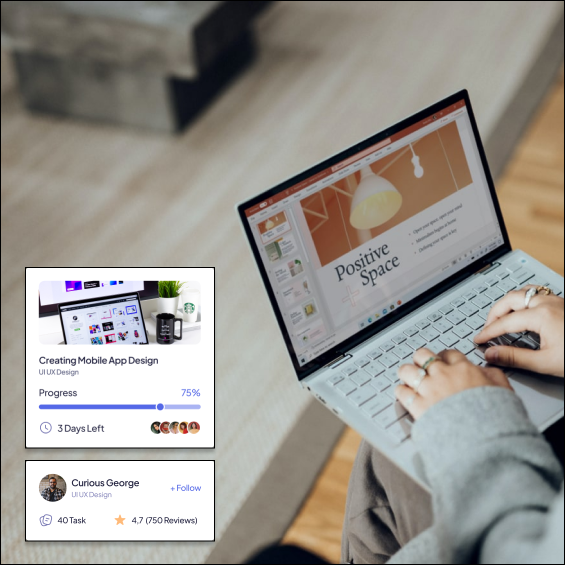 Positive
Space
Creating Mobile App Design
UI UX Design
Progress 75%
3 Days Left
Curious George
+ Follow
UI UX Design
40 Task
4,7 (750 Reviews)